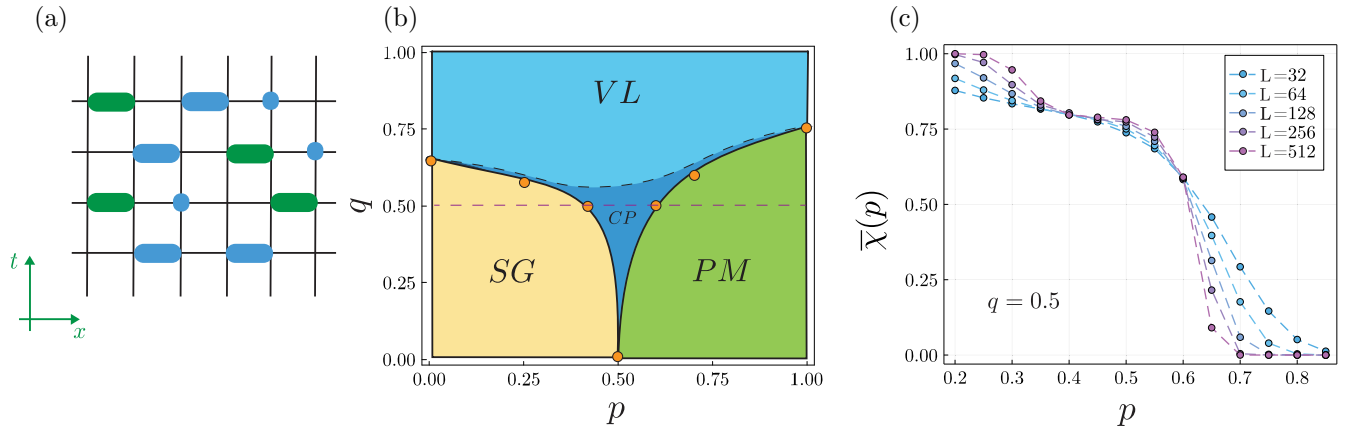 (a)
t
x
(b)
1.00
0.75
0.50
0.25
0.00
q
VL
CP
SG
PM
0.00 0.25 0.50 0.75 1.00
p
(c)
1.00
0.75
0.50
0.25
0.00
χ̅(p)
L=32
L=64
L=128
L=256
L=512
q = 0.5
0.2 0.3 0.4 0.5 0.6 0.7 0.8
p